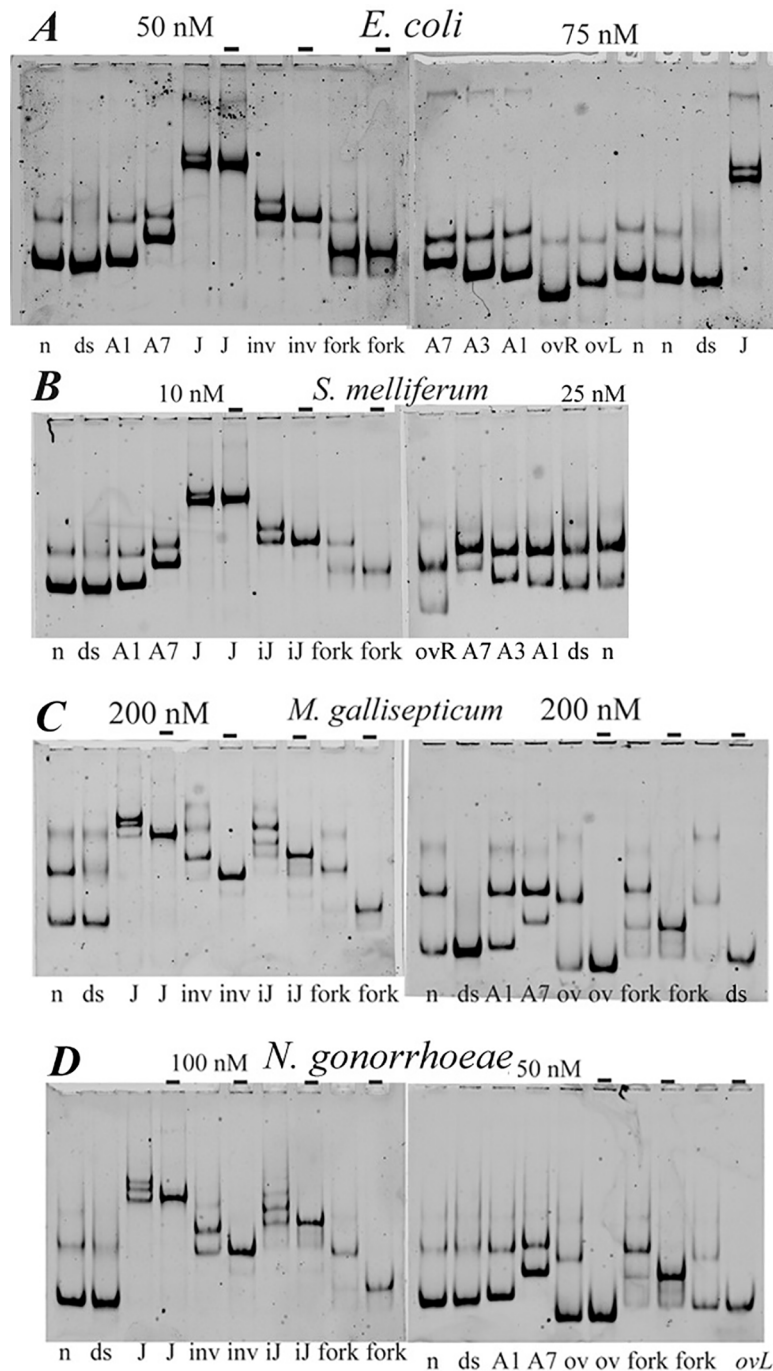 A 50 nM E. coli 75 nM
n ds A1 A7 J J inv inv fork fork A7 A3 A1 ovR ovL n n ds J
B 10 nM S. melliferum 25 nM
n ds A1 A7 J J iJ iJ fork fork ovR A7 A3 A1 ds n
C 200 nM M. gallisepticum 200 nM
n ds J J inv inv iJ iJ fork fork n ds A1 A7 ov ov fork fork ds
D 100 nM N. gonorrhoeae 50 nM
n ds J J inv inv iJ iJ fork fork n ds A1 A7 ov ov fork fork ovL